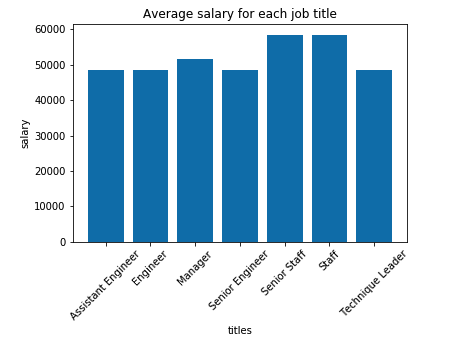 Average salary for each job title
60000
50000
40000
30000
20000
10000
0
salary
Assistant Engineer
Engineer
Manager
Senior Engineer
Senior Staff
Staff
Technique Leader
titles